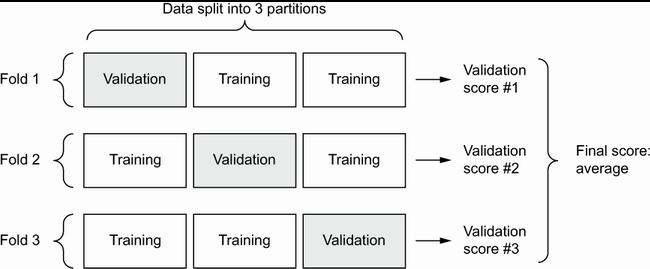 Data split into 3 partitions
Fold 1
Validation
Training
Training
Validation
score #1
Fold 2
Training
Validation
Training
Validation
score #2
Final score:
average
Fold 3
Training
Training
Validation
Validation
score #3